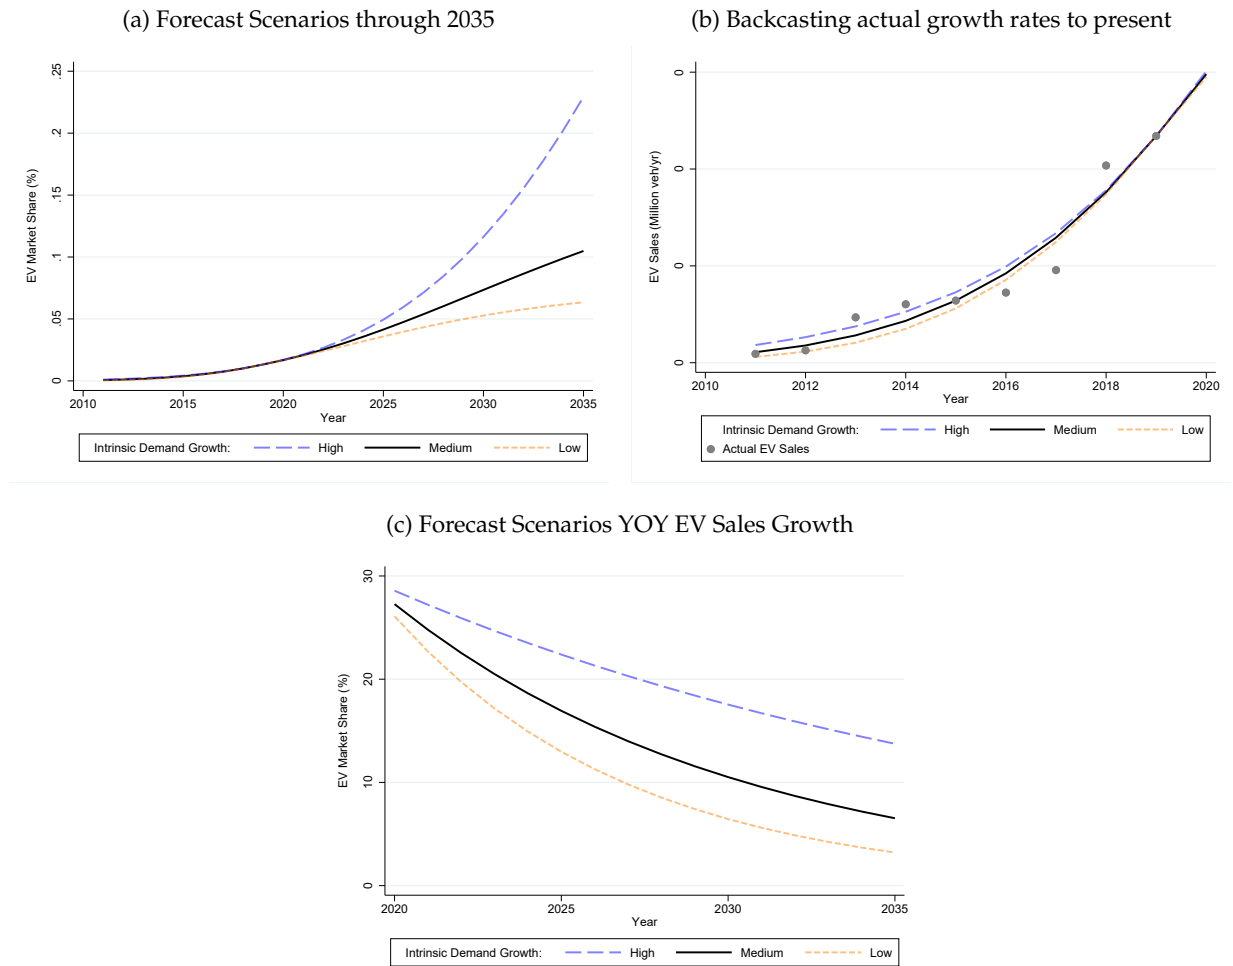 (a) Forecast Scenarios through 2035
EV Market Share (%)
.25
.2
.15
.1
.05
0
2010 2015 2020 2025 2030 2035
Year
Intrinsic Demand Growth: High Medium Low
(b) Backcasting actual growth rates to present
EV Sales (Million veh/yr)
0
0
0
0
2010 2012 2014 2016 2018 2020
Year
Intrinsic Demand Growth: High Medium Low
Actual EV Sales
(c) Forecast Scenarios YOY EV Sales Growth
EV Market Share (%)
30
20
10
0
2020 2025 2030 2035
Year
Intrinsic Demand Growth: High Medium Low